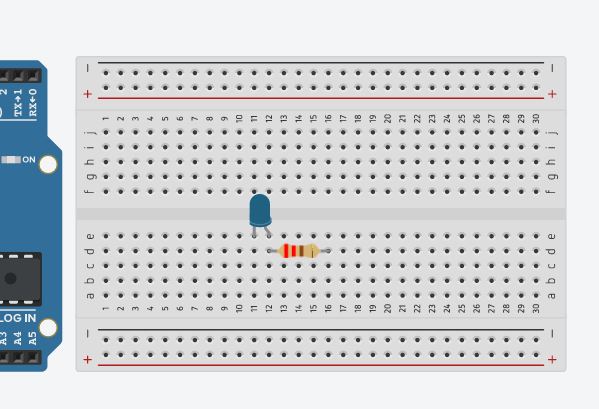 − −
+ +
1 2 3 4 5 6 7 8 9 10 11 12 13 14 15 16 17 18 19 20 21 22 23 24 25 26 27 28 29 30
j j
i i
h h
g g
f f
e e
d d
c c
b b
a a
1 2 3 4 5 6 7 8 9 10 11 12 13 14 15 16 17 18 19 20 21 22 23 24 25 26 27 28 29 30
− −
+ +
2
TX→1
RX←0
ON
LOG IN
A3
A4
A5